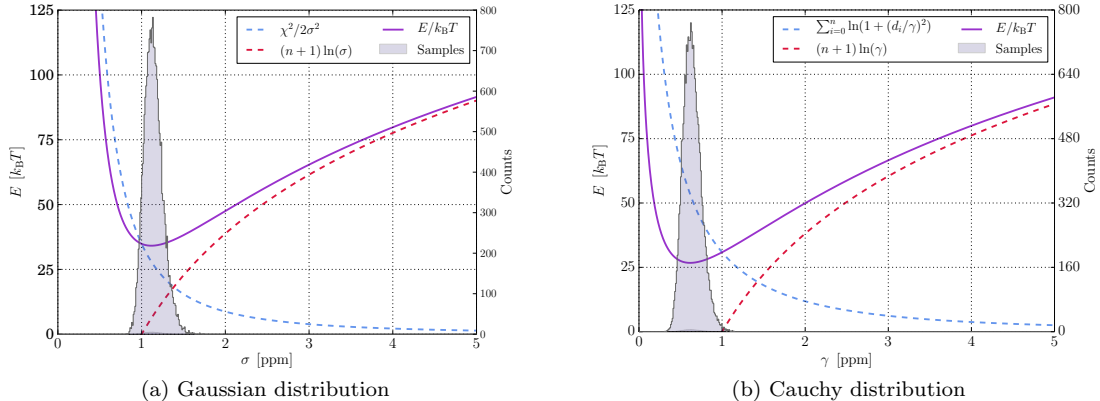 125
100
75
50
25
0
E [k_BT]
χ²/2σ²
(n + 1) ln(σ)
E/k_BT
Samples
800
700
600
500
400
300
200
100
0
Counts
0 1 2 3 4 5
σ [ppm]
(a) Gaussian distribution
125
100
75
50
25
0
E [k_BT]
∑ⁿᵢ₌₀ ln(1 + (dᵢ/γ)²)
(n + 1) ln(γ)
E/k_BT
Samples
800
640
480
320
160
0
Counts
0 1 2 3 4 5
γ [ppm]
(b) Cauchy distribution